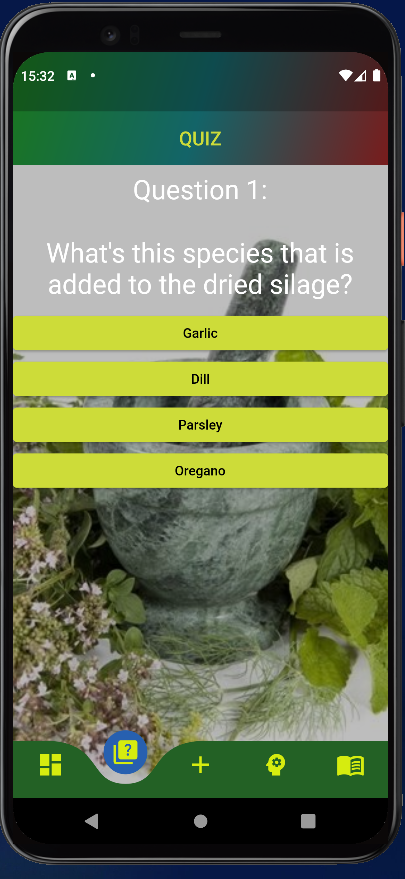 15:32
QUIZ
Question 1:
What's this species that is
added to the dried silage?
Garlic
Dill
Parsley
Oregano